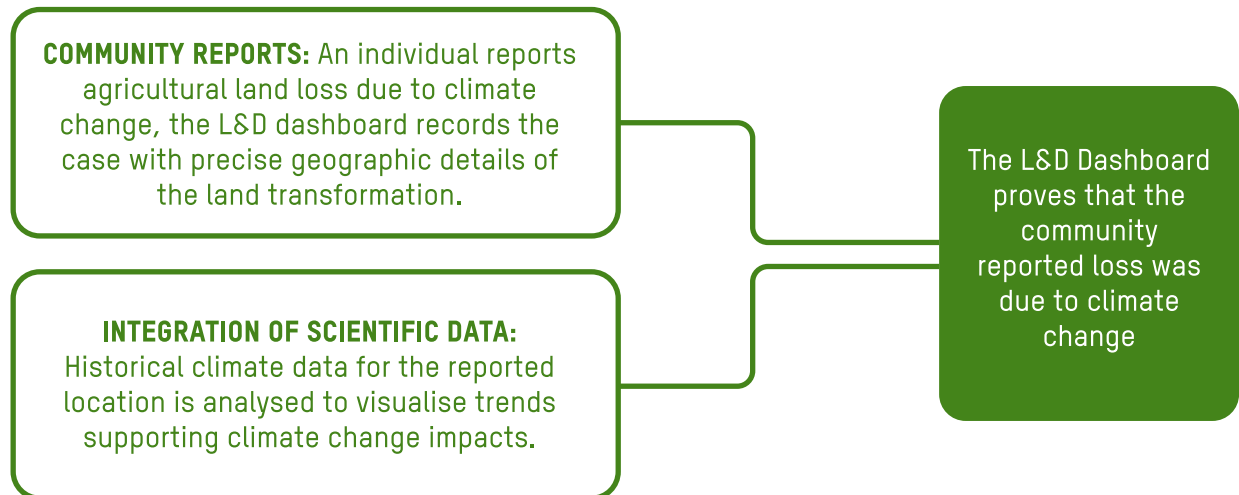 COMMUNITY REPORTS: An individual reports
agricultural land loss due to climate
change, the L&D dashboard records the
case with precise geographic details of
the land transformation.
INTEGRATION OF SCIENTIFIC DATA:
Historical climate data for the reported
location is analysed to visualise trends
supporting climate change impacts.
The L&D Dashboard
proves that the
community
reported loss was
due to climate
change